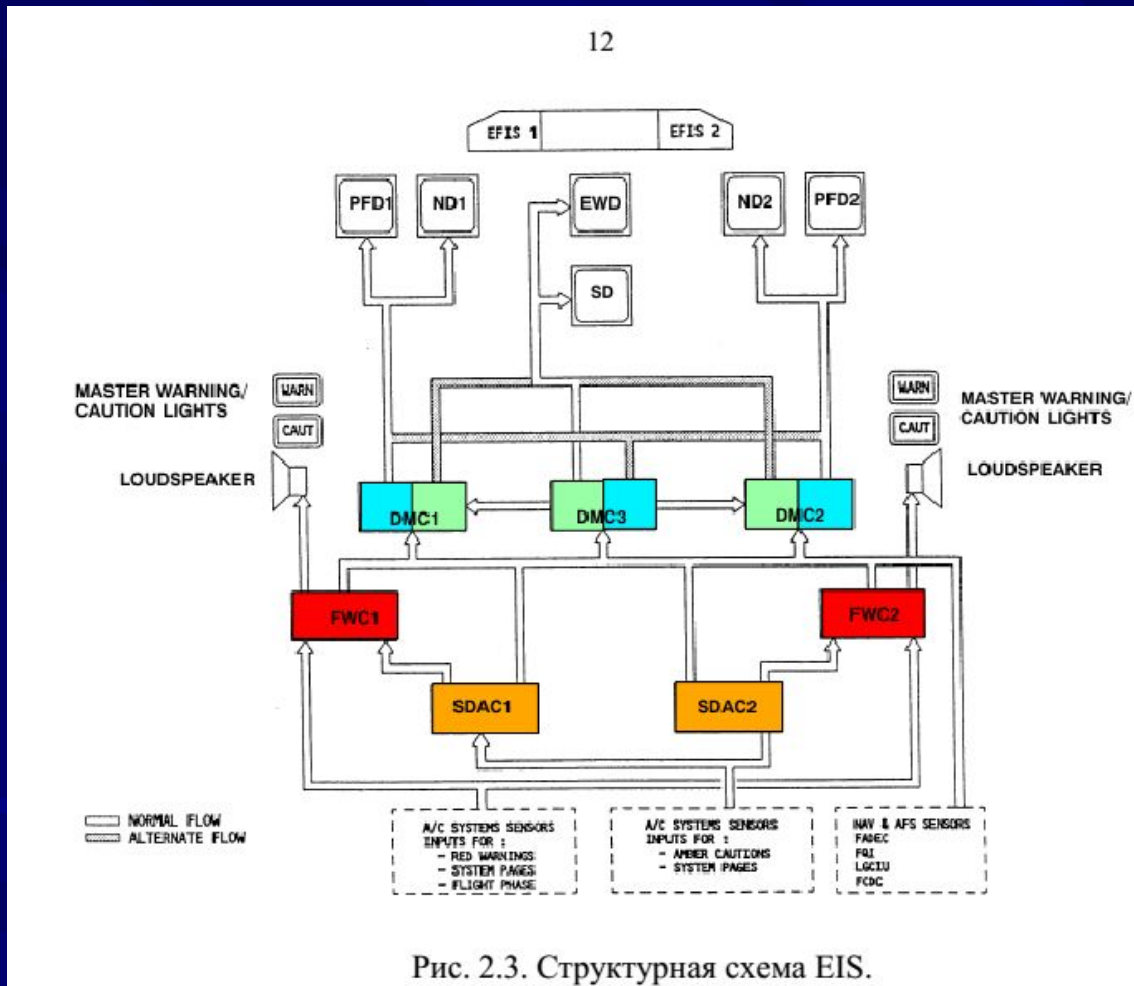 12
EFIS 1
EFIS 2
PFD1
ND1
EWD
ND2
PFD2
SD
MASTER WARNING/
CAUTION LIGHTS
WARN
CAUT
LOUDSPEAKER
WARN
CAUT
MASTER WARNING/
CAUTION LIGHTS
LOUDSPEAKER
DMC1
DMC3
DMC2
FWC1
FWC2
SDAC1
SDAC2
NORMAL FLOW
ALTERNATE FLOW
A/C SYSTEMS SENSORS
INPUTS FOR :
- RED WARNINGS
- SYSTEM PAGES
- FLIGHT PHASE
A/C SYSTEMS SENSORS
INPUTS FOR :
- AMBER CAUTIONS
- SYSTEM PAGES
NAV & AFS SENSORS
FADEC
FQI
LGCIU
FCDC
Рис. 2.3. Структурная схема EIS.